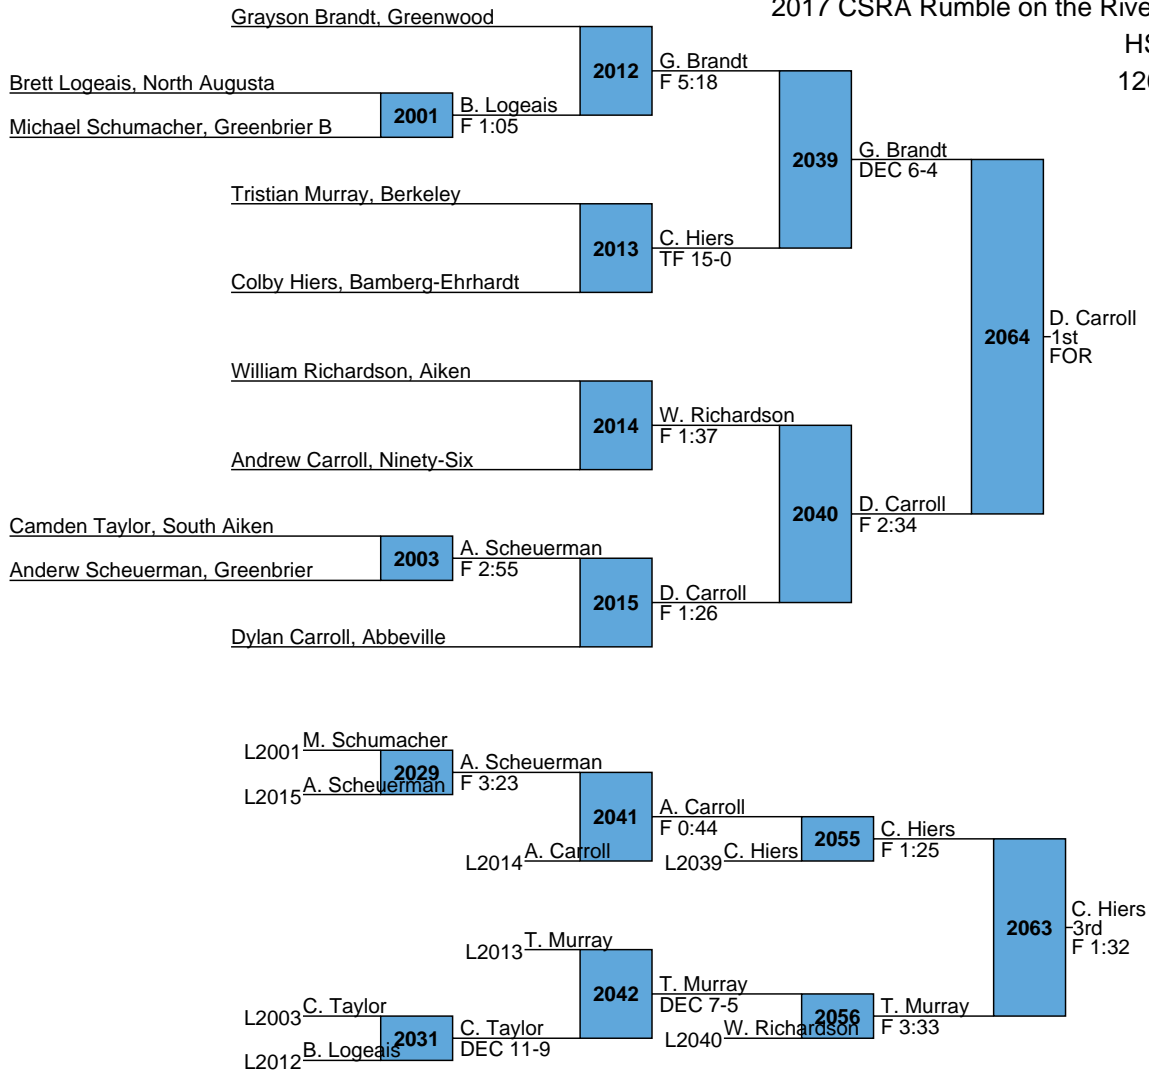 2017 CSRA Rumble on the Rive
HS
120
Grayson Brandt, Greenwood
2012
G. Brandt
F 5:18
Brett Logeais, North Augusta
2001
B. Logeais
F 1:05
Michael Schumacher, Greenbrier B
2039
G. Brandt
DEC 6-4
Tristian Murray, Berkeley
2013
C. Hiers
TF 15-0
Colby Hiers, Bamberg-Ehrhardt
2064
D. Carroll
1st
FOR
William Richardson, Aiken
2014
W. Richardson
F 1:37
Andrew Carroll, Ninety-Six
2040
D. Carroll
F 2:34
Camden Taylor, South Aiken
2003
A. Scheuerman
F 2:55
Anderw Scheuerman, Greenbrier
2015
D. Carroll
F 1:26
Dylan Carroll, Abbeville
L2001 M. Schumacher
2029
A. Scheuerman
F 3:23
L2015 A. Scheuerman
2041
A. Carroll
F 0:44
L2014 A. Carroll
2055
C. Hiers
F 1:25
L2039 C. Hiers
2063
C. Hiers
3rd
F 1:32
L2013 T. Murray
2042
T. Murray
DEC 7-5
2056
T. Murray
F 3:33
L2040 W. Richardson
L2003 C. Taylor
2031
C. Taylor
DEC 11-9
L2012 B. Logeais